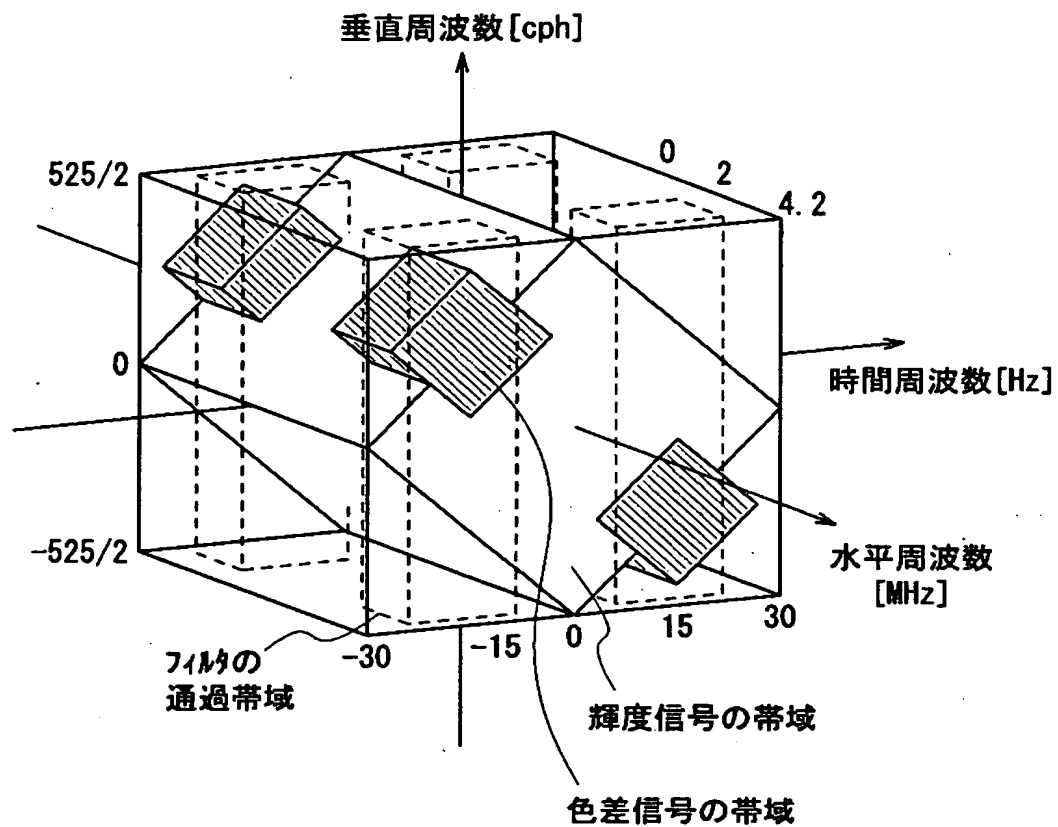 垂直周波数[cph]
525/2
0
-525/2
0
2
4.2
時間周波数[Hz]
水平周波数
[MHz]
-30
-15
0
15
30
フィルタの
通過帯域
輝度信号の帯域
色差信号の帯域